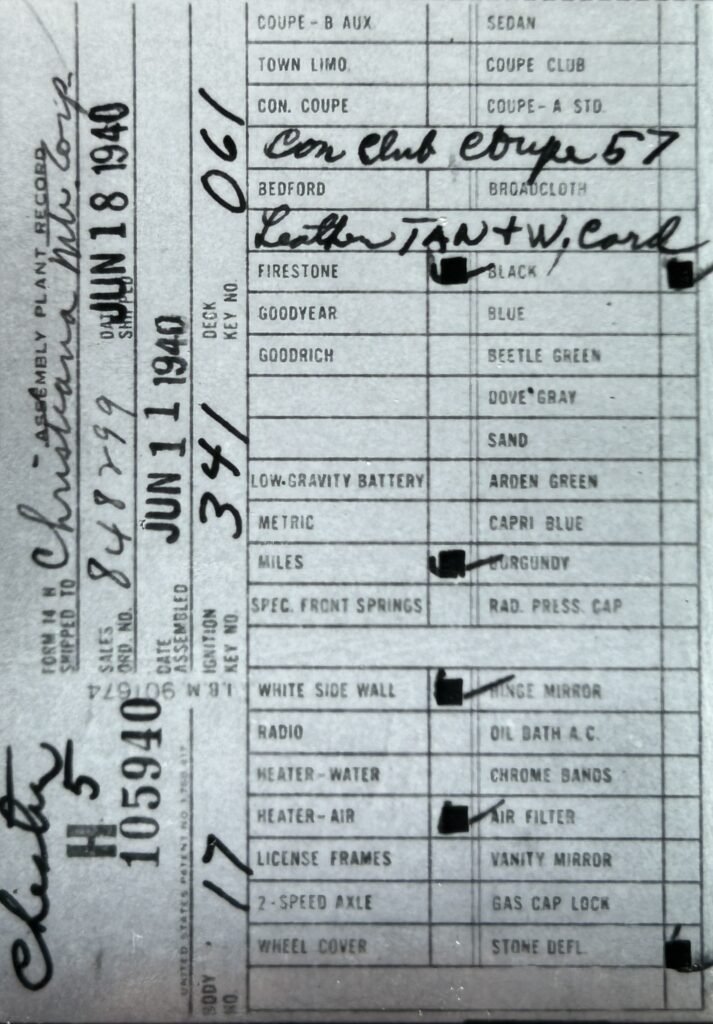 Chester
H 5
105940
UNITED STATES PATENT NO. 1,780,617
FORM 14 H ASSEMBLY PLANT RECORD
SHIPPED TO Christiana Mtr. Corp
SALES ORD. NO. 848299
DATE SHIPPED JUN 18 1940
DATE ASSEMBLED JUN 11 1940
I.B.M 901674
BODY NO. 17
IGNITION KEY NO. 341
DECK KEY NO. 061
COUPE-B AUX SEDAN
TOWN LIMO. COUPE CLUB
CON. COUPE COUPE-A STD.
Con Club Coupe 57
BEDFORD BROADCLOTH
Leather TAN + W. Cord
FIRESTONE BLACK
GOODYEAR BLUE
GOODRICH BEETLE GREEN
DOVE GRAY
SAND
LOW-GRAVITY BATTERY ARDEN GREEN
METRIC CAPRI BLUE
MILES BURGUNDY
SPEC. FRONT SPRINGS RAD. PRESS. CAP
WHITE SIDE WALL HINGE MIRROR
RADIO OIL BATH A.C.
HEATER-WATER CHROME BANDS
HEATER-AIR AIR FILTER
LICENSE FRAMES VANITY MIRROR
2-SPEED AXLE GAS CAP LOCK
WHEEL COVER STONE DEFL.